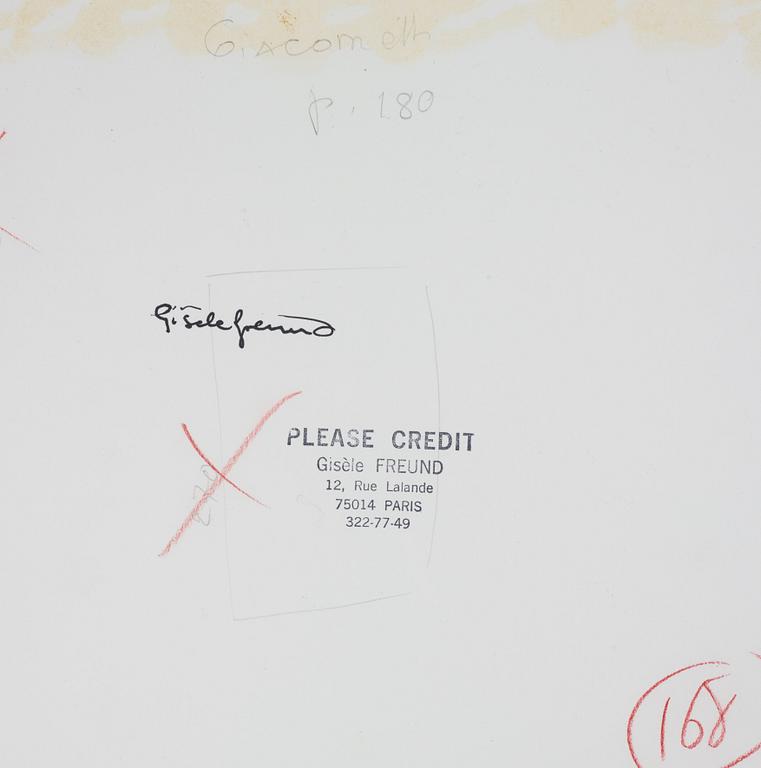 GIACOMETTI
p. 180
Gisèle Freund
PLEASE CREDIT
Gisèle FREUND
12, Rue Lalande
75014 PARIS
322-77-49
168